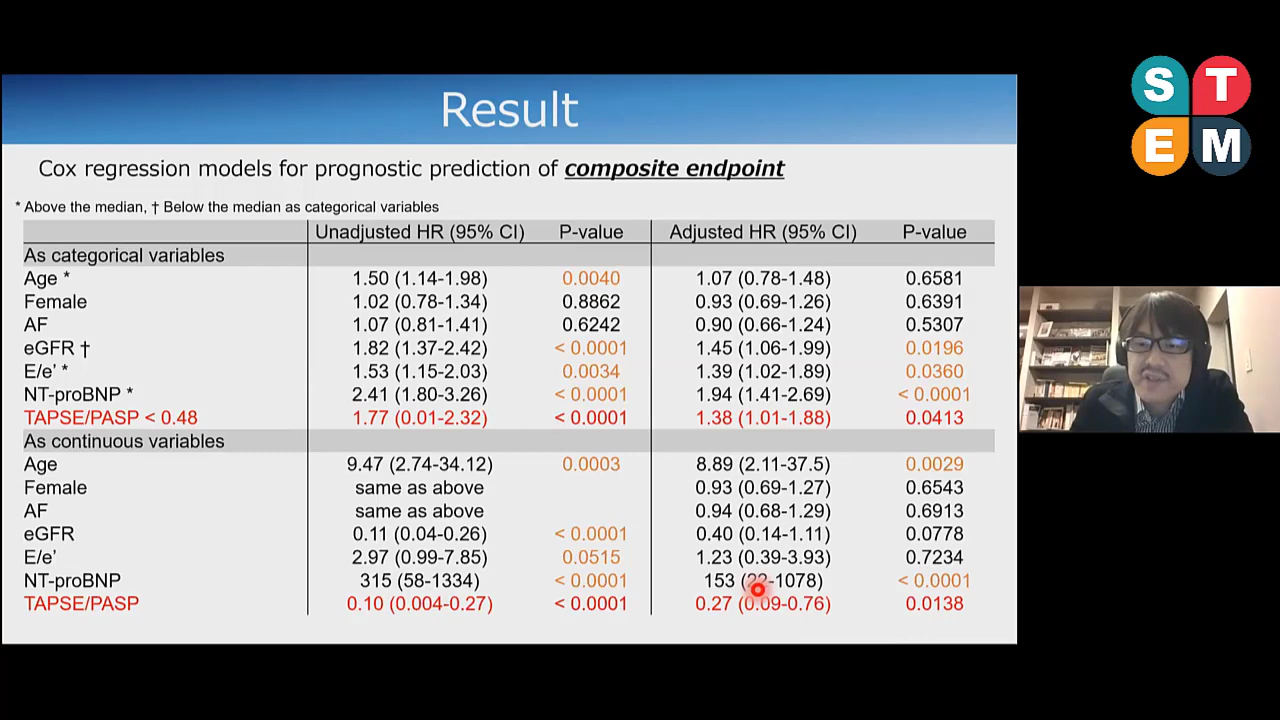 Result
Cox regression models for prognostic prediction of composite endpoint
* Above the median, † Below the median as categorical variables
Unadjusted HR (95% CI) P-value Adjusted HR (95% CI) P-value
As categorical variables
Age * 1.50 (1.14-1.98) 0.0040 1.07 (0.78-1.48) 0.6581
Female 1.02 (0.78-1.34) 0.8862 0.93 (0.69-1.26) 0.6391
AF 1.07 (0.81-1.41) 0.6242 0.90 (0.66-1.24) 0.5307
eGFR † 1.82 (1.37-2.42) < 0.0001 1.45 (1.06-1.99) 0.0196
E/e' * 1.53 (1.15-2.03) 0.0034 1.39 (1.02-1.89) 0.0360
NT-proBNP * 2.41 (1.80-3.26) < 0.0001 1.94 (1.41-2.69) < 0.0001
TAPSE/PASP < 0.48 1.77 (0.01-2.32) < 0.0001 1.38 (1.01-1.88) 0.0413
As continuous variables
Age 9.47 (2.74-34.12) 0.0003 8.89 (2.11-37.5) 0.0029
Female same as above 0.93 (0.69-1.27) 0.6543
AF same as above 0.94 (0.68-1.29) 0.6913
eGFR 0.11 (0.04-0.26) < 0.0001 0.40 (0.14-1.11) 0.0778
E/e' 2.97 (0.99-7.85) 0.0515 1.23 (0.39-3.93) 0.7234
NT-proBNP 315 (58-1334) < 0.0001 153 (22-1078) < 0.0001
TAPSE/PASP 0.10 (0.004-0.27) < 0.0001 0.27 (0.09-0.76) 0.0138
S T
E M